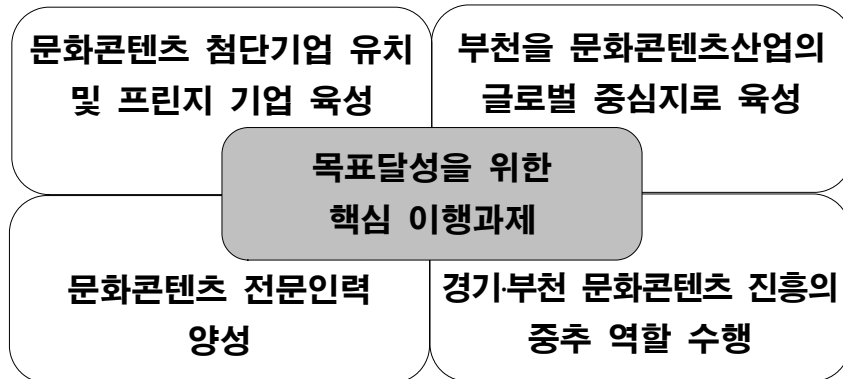 문화콘텐츠 첨단기업 유치
및 프린지 기업 육성
부천을 문화콘텐츠산업의
글로벌 중심지로 육성
목표달성을 위한
핵심 이행과제
문화콘텐츠 전문인력
양성
경기·부천 문화콘텐츠 진흥의
중추 역할 수행